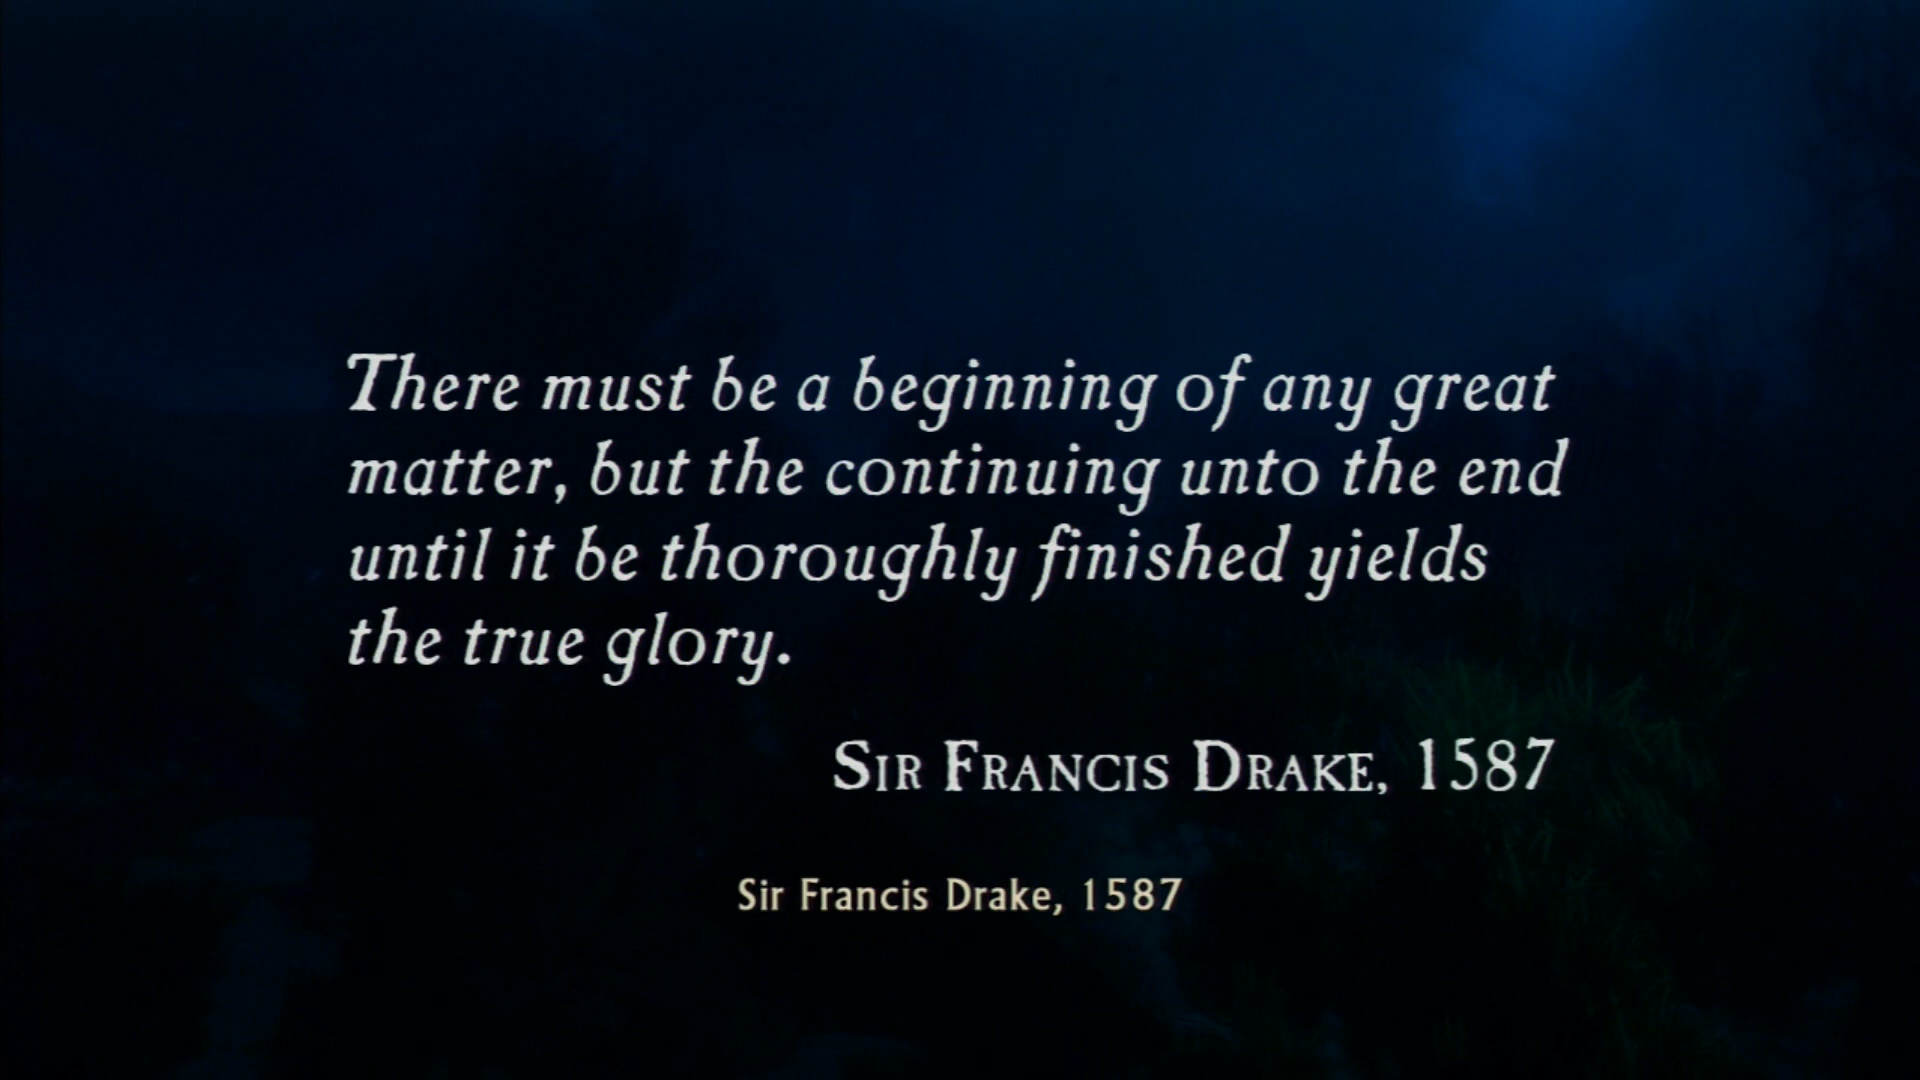 There must be a beginning of any great
matter, but the continuing unto the end
until it be thoroughly finished yields
the true glory.
Sir Francis Drake, 1587
Sir Francis Drake, 1587